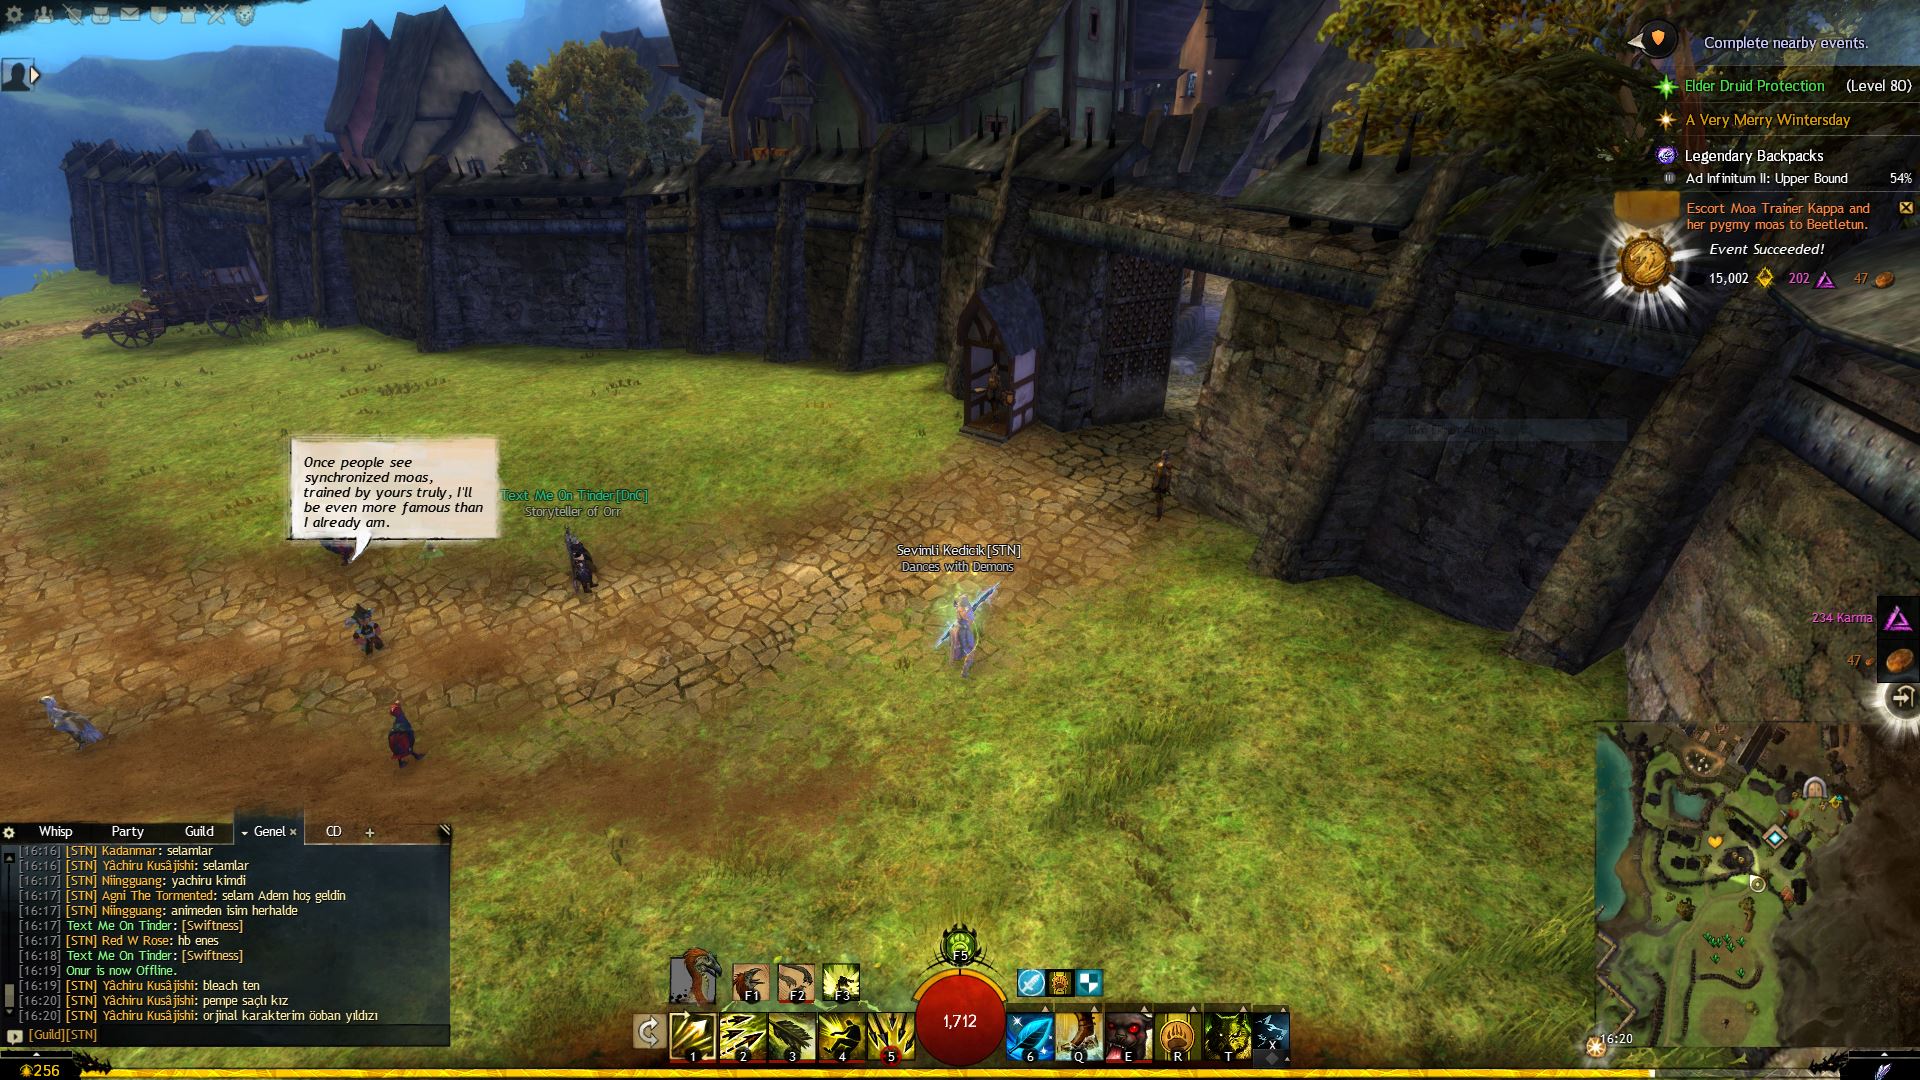 Complete nearby events.
Elder Druid Protection (Level 80)
A Very Merry Wintersday
Legendary Backpacks
Ad Infinitum II: Upper Bound 54%
Escort Moa Trainer Kappa and
her pygmy moas to Beetletun.
Event Succeeded!
15,002 202 47
Once people see
synchronized moas,
trained by yours truly, I'll
be even more famous than
I already am.
Text Me On Tinder[DnC]
Storyteller of Orr
Sevimli Kedicik[STN]
Dances with Demons
234 Karma
47
Whisp Party Guild Genel × CD +
[16:16] [STN] Kadanmar: selamlar
[16:16] [STN] Yâchiru Kusâjishi: selamlar
[16:17] [STN] Niingguang: yachiru kimdi
[16:17] [STN] Agni The Tormented: selam Adem hoş geldin
[16:17] [STN] Niingguang: animeden isim herhalde
[16:17] Text Me On Tinder: [Swiftness]
[16:17] [STN] Red W Rose: hb enes
[16:18] Text Me On Tinder: [Swiftness]
[16:19] Onur is now Offline.
[16:19] [STN] Yâchiru Kusâjishi: bleach ten
[16:20] [STN] Yâchiru Kusâjishi: pempe saçlı kız
[16:20] [STN] Yâchiru Kusâjishi: orjinal karakterim öoban yıldızı
[Guild][STN]
256
F5
F1 F2 F3
1,712
1 2 3 4 5 6 Q E R T X
16:20